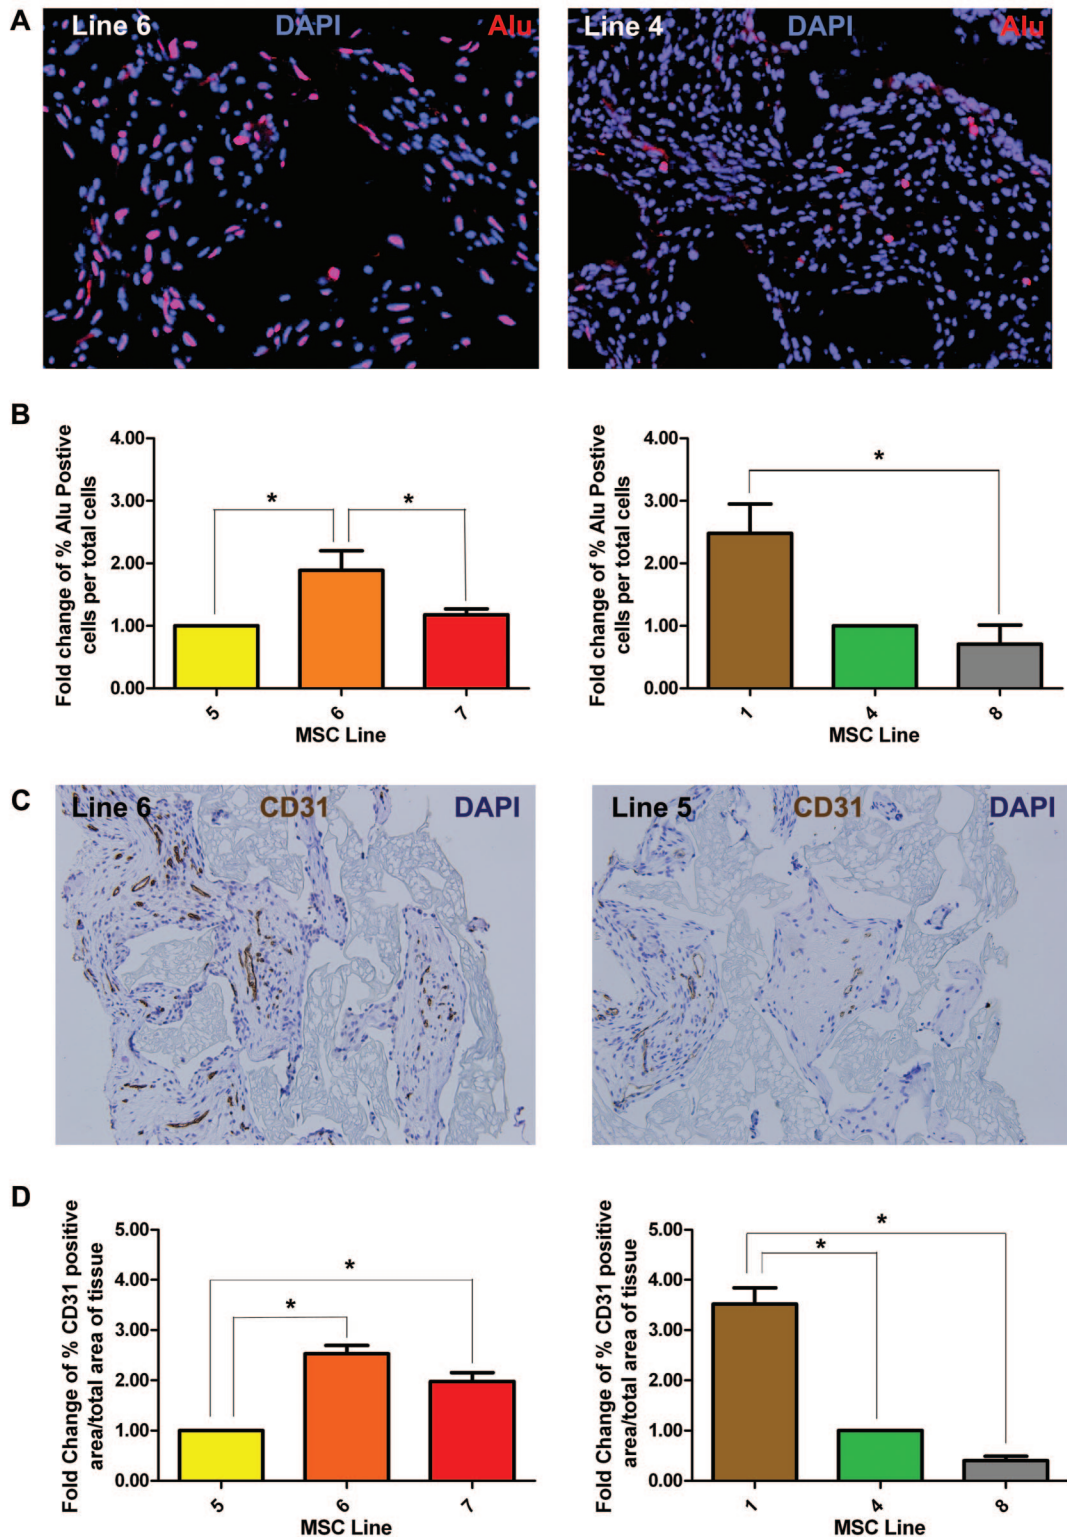 A
Line 6 DAPI Alu
Line 4 DAPI Alu
B
Fold change of % Alu Postive
cells per total cells
4.00
3.00
2.00
1.00
0.00
* *
5 6 7
MSC Line
Fold change of % Alu Positive
cells per total cells
4.00
3.00
2.00
1.00
0.00
*
1 4 8
MSC Line
C
Line 6 CD31 DAPI
Line 5 CD31 DAPI
D
Fold Change of % CD31 positive
area/total area of tissue
5.00
4.00
3.00
2.00
1.00
0.00
*
*
5 6 7
MSC Line
Fold Change of % CD31 positive
area/total area of tissue
5.00
4.00
3.00
2.00
1.00
0.00
*
*
1 4 8
MSC Line